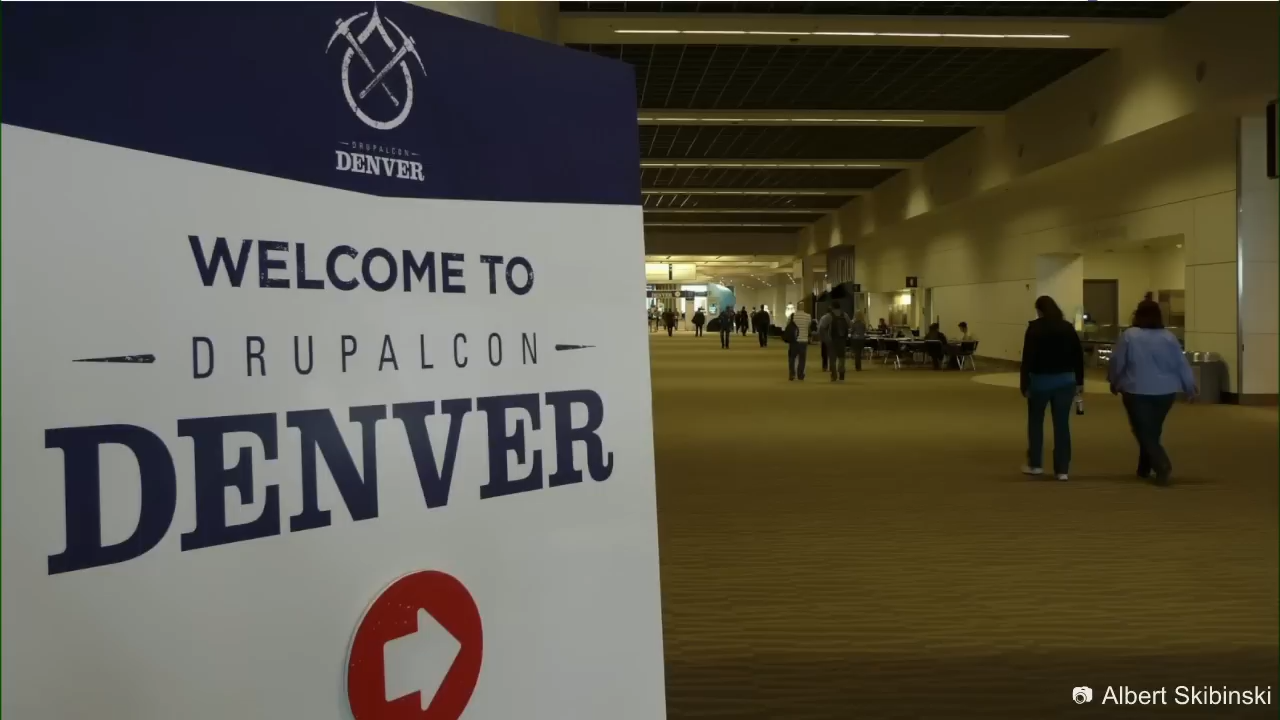 DRUPALCON
DENVER
WELCOME TO
DRUPALCON
DENVER
Albert Skibinski